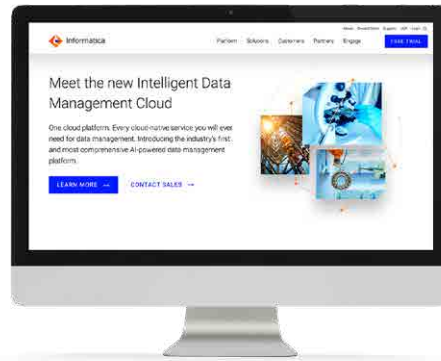 Informatica
Platform Solutions Customers Partners Engage
FREE TRIAL
Meet the new Intelligent Data
Management Cloud
One cloud platform. Every cloud-native service you will ever
need for data management. Introducing the industry's first
and most comprehensive AI-powered data management
platform.
LEARN MORE → CONTACT SALES →